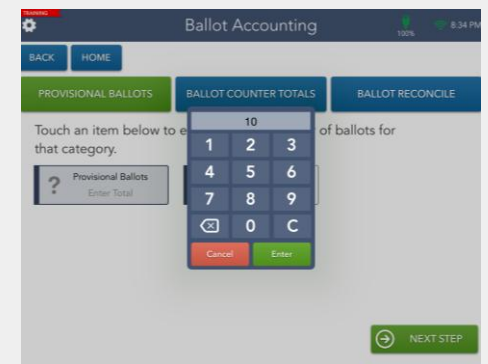 TRAINING
Ballot Accounting
100%
8:34 PM
BACK HOME
PROVISIONAL BALLOTS BALLOT COUNTER TOTALS BALLOT RECONCILE
Touch an item below to e of ballots for
that category.
10
1 2 3
4 5 6
7 8 9
0 C
Cancel Enter
? Provisional Ballots
Enter Total
NEXT STEP